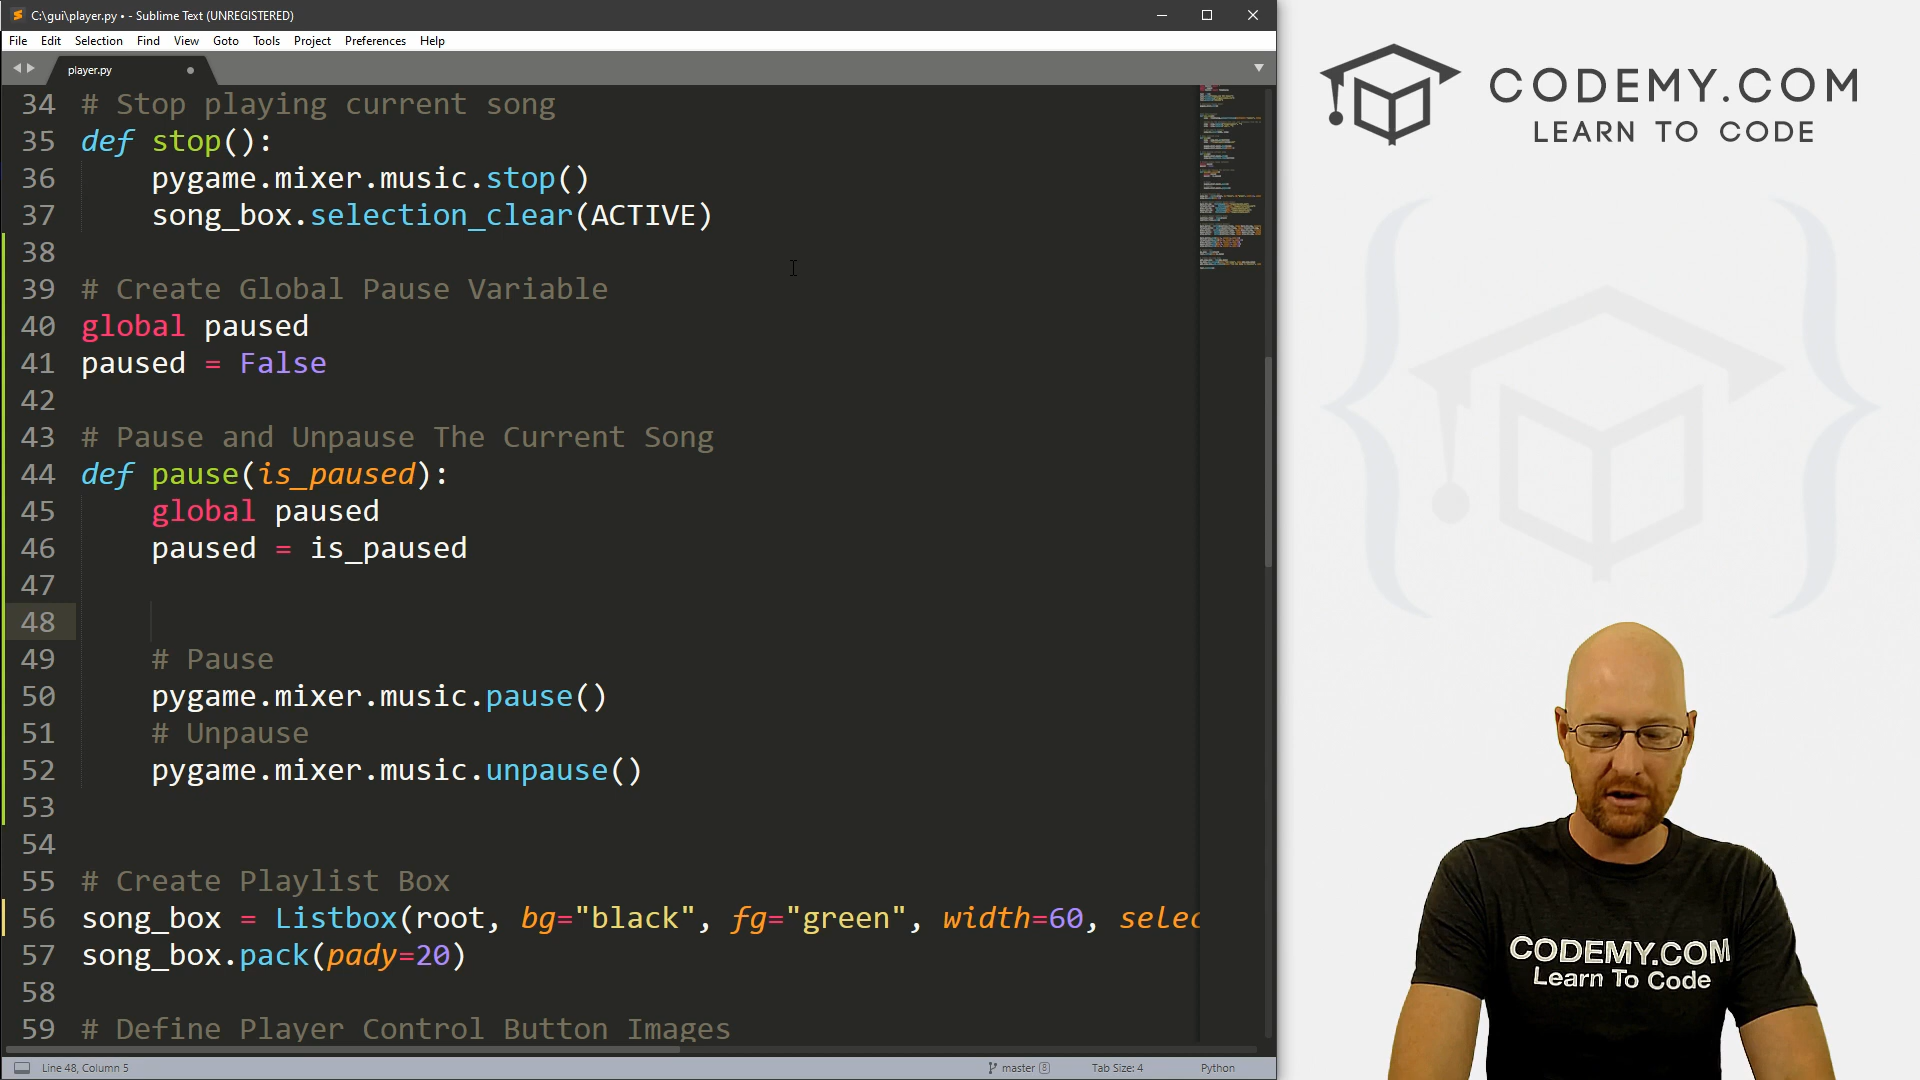 C:\gui\player.py • - Sublime Text (UNREGISTERED)
File Edit Selection Find View Goto Tools Project Preferences Help
player.py
34 # Stop playing current song
35 def stop():
36 pygame.mixer.music.stop()
37 song_box.selection_clear(ACTIVE)
38
39 # Create Global Pause Variable
40 global paused
41 paused = False
42
43 # Pause and Unpause The Current Song
44 def pause(is_paused):
45 global paused
46 paused = is_paused
47
48
49 # Pause
50 pygame.mixer.music.pause()
51 # Unpause
52 pygame.mixer.music.unpause()
53
54
55 # Create Playlist Box
56 song_box = Listbox(root, bg="black", fg="green", width=60, selec
57 song_box.pack(pady=20)
58
59 # Define Player Control Button Images
Line 48, Column 5 master 8 Tab Size: 4 Python
CODEMY.COM
LEARN TO CODE
CODEMY.COM
Learn To Code